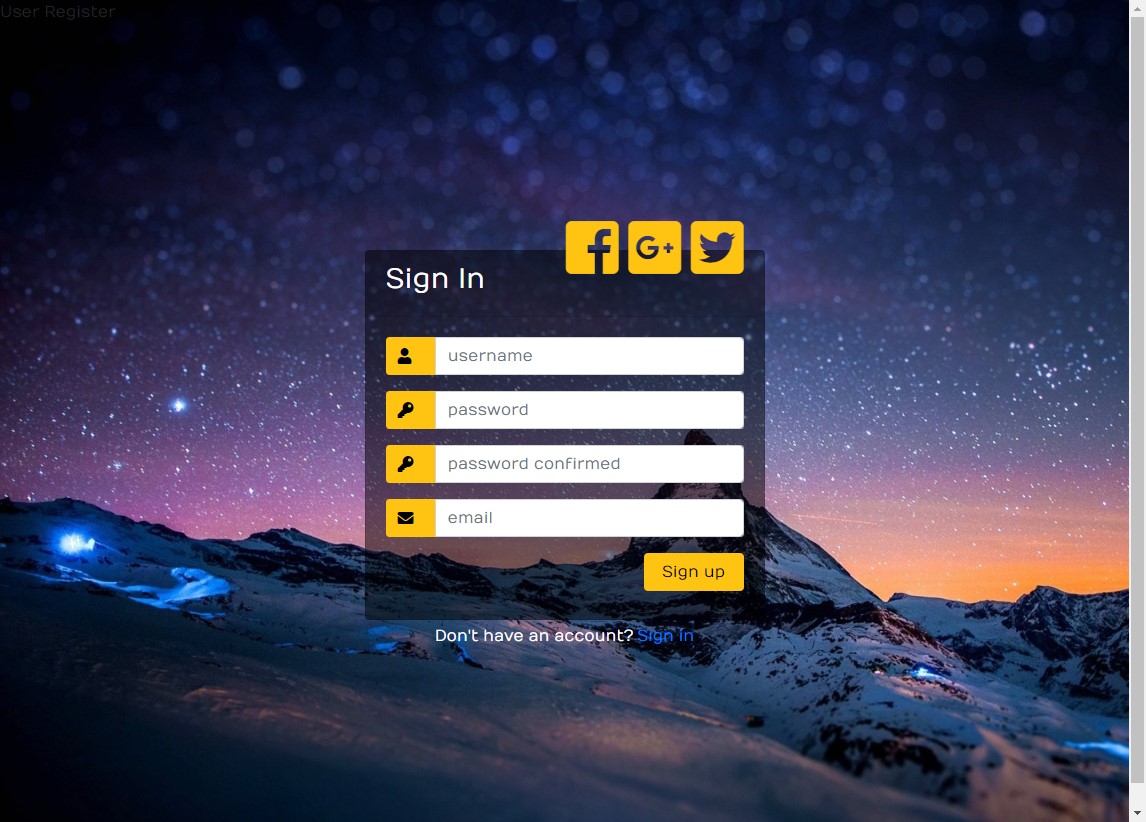 User Register
G+
Sign In
username
password
password confirmed
email
Sign up
Don't have an account? Sign In